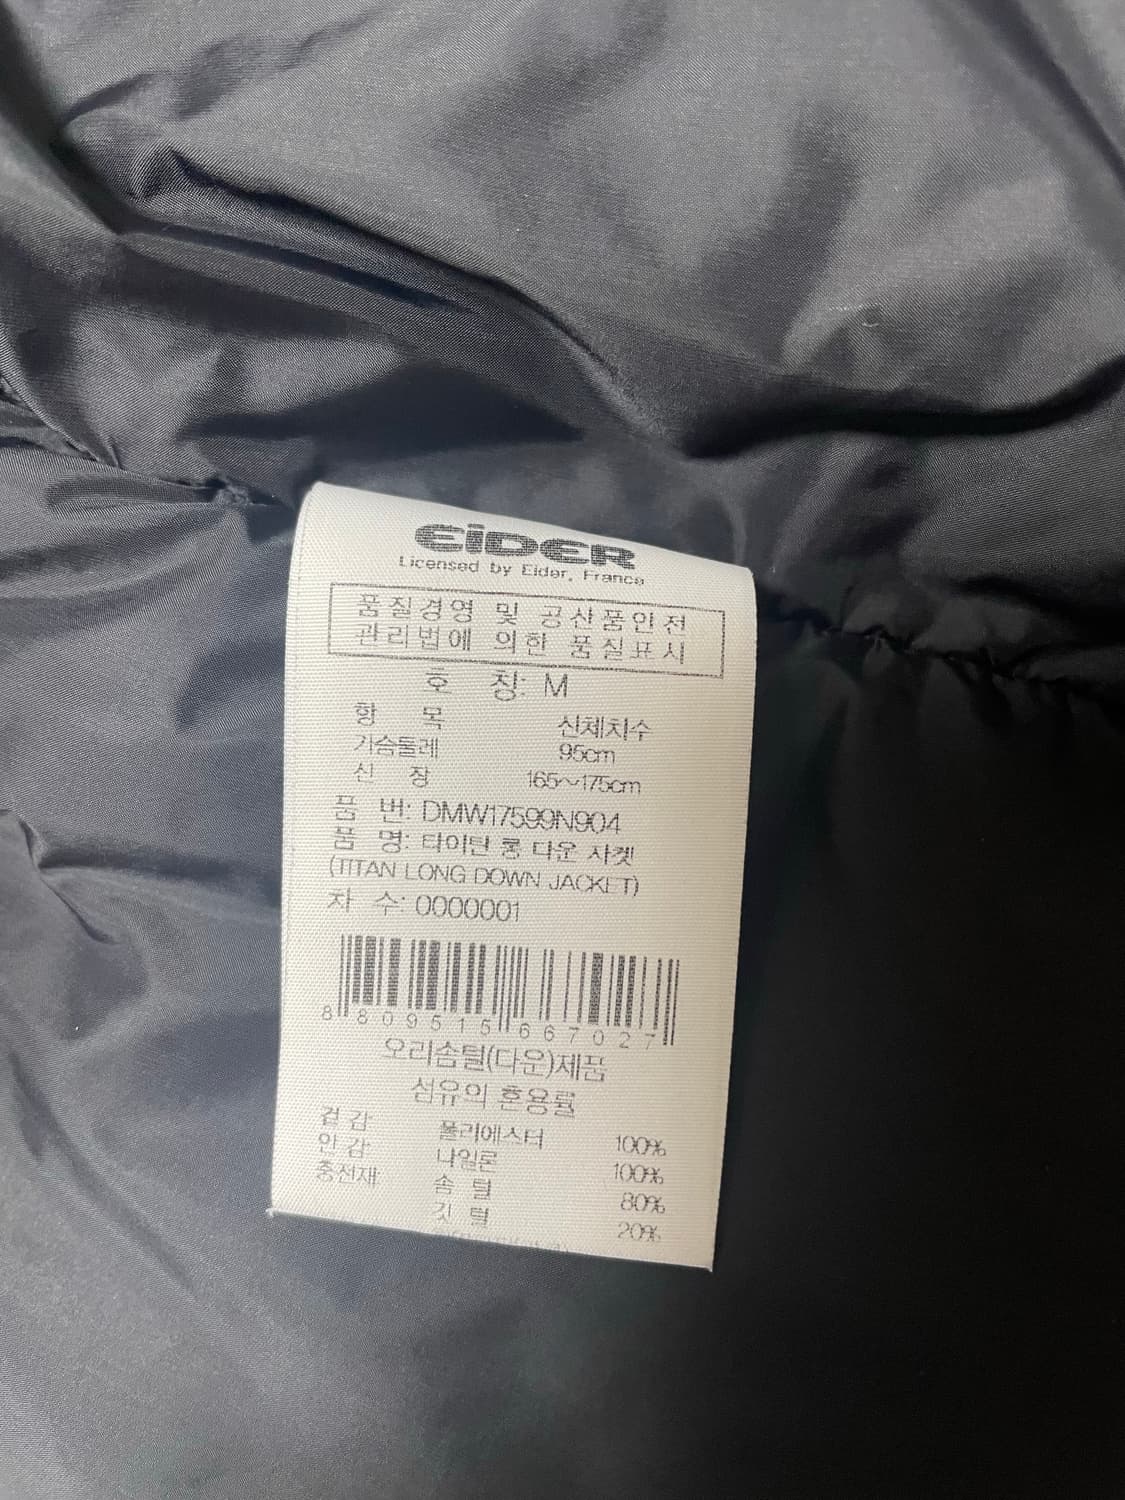 EiDER
Licensed by Eider, France
품질경영 및 공산품안전
관리법에 의한 품질표시
호 칭: M
항 목 신체치수
가슴둘레 95cm
신 장 165~175cm
품 번: DMW17599N904
품 명: 타이탄 롱 다운 자켓
(TITAN LONG DOWN JACKET)
차 수: 0000001
8 809515 667027
오리솜털(다운)제품
섬유의 혼용률
겉감 폴리에스터 100%
안감 나일론 100%
충전재 솜 털 80%
깃 털 20%